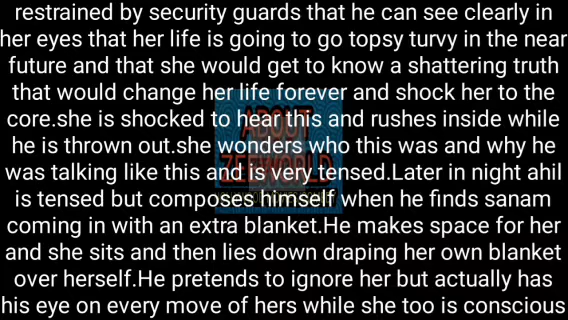 restrained by security guards that he can see clearly in
her eyes that her life is going to go topsy turvy in the near
future and that she would get to know a shattering truth
that would change her life forever and shock her to the
core.she is shocked to hear this and rushes inside while
he is thrown out.she wonders who this was and why he
was talking like this and is very tensed.Later in night ahil
is tensed but composes himself when he finds sanam
coming in with an extra blanket.He makes space for her
and she sits and then lies down draping her own blanket
over herself.He pretends to ignore her but actually has
his eye on every move of hers while she too is conscious
ABOUT
ZEEWORLD